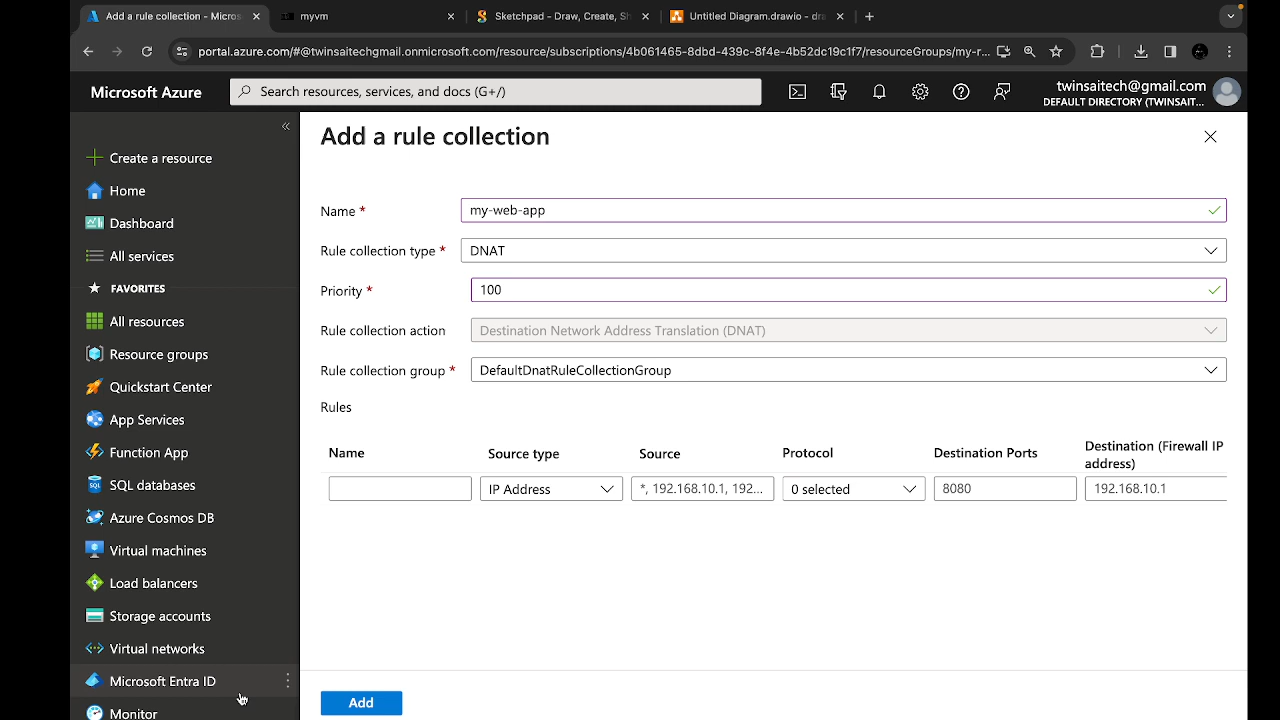 Add a rule collection - Micros
myvm
Sketchpad - Draw, Create, Sh
Untitled Diagram.drawio - dra
portal.azure.com/#@twinsaitechgmail.onmicrosoft.com/resource/subscriptions/4b061465-8dbd-439c-8f4e-4b523c19c1f7/resourceGroups/my-r...
Microsoft Azure
Search resources, services, and docs (G+/)
twinsaitech@gmail.com
DEFAULT DIRECTORY (TWINSAIT...
Create a resource
Home
Dashboard
All services
FAVORITES
All resources
Resource groups
Quickstart Center
App Services
Function App
SQL databases
Azure Cosmos DB
Virtual machines
Load balancers
Storage accounts
Virtual networks
Microsoft Entra ID
Monitor
Add a rule collection
Name *
my-web-app
Rule collection type *
DNAT
Priority *
100
Rule collection action
Destination Network Address Translation (DNAT)
Rule collection group *
DefaultDnatRuleCollectionGroup
Rules
Name
Source type
Source
Protocol
Destination Ports
Destination (Firewall IP
address)
IP Address
*, 192.168.10.1, 192...
0 selected
8080
192.168.10.1
Add